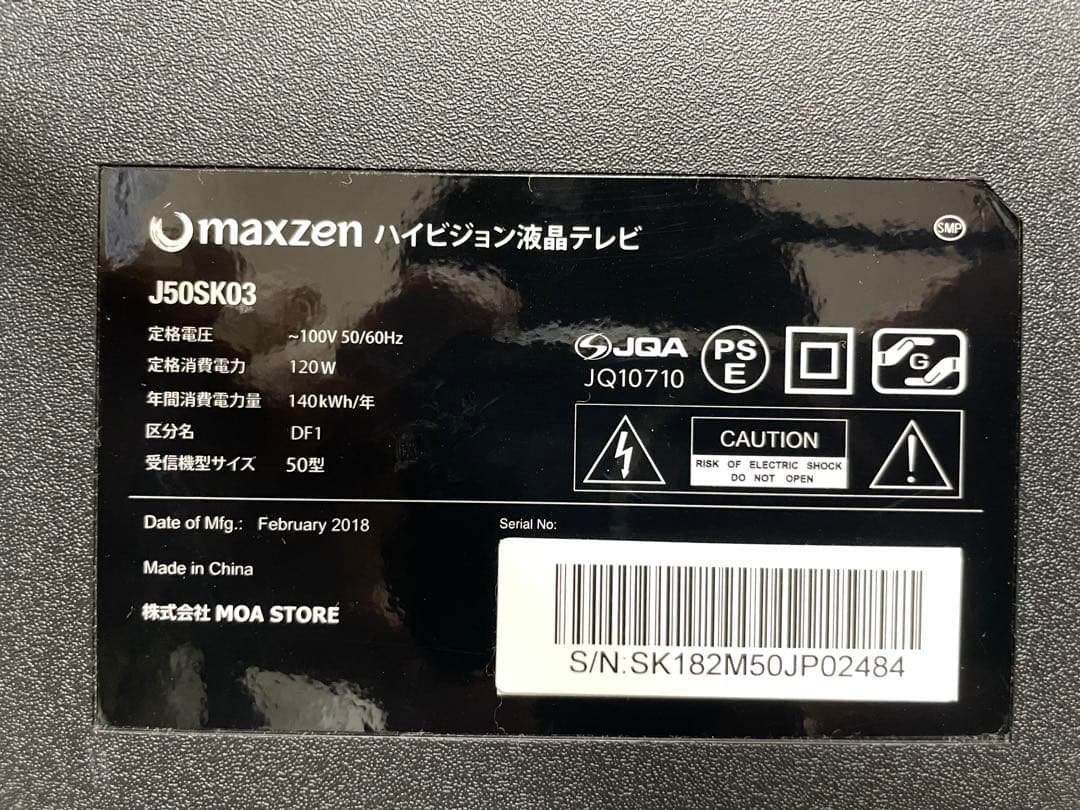 maxzen ハイビジョン液晶テレビ
SMP
J50SK03
定格電圧 ~100V 50/60Hz
定格消費電力 120W
年間消費電力量 140kWh/年
区分名 DF1
受信機型サイズ 50型
JQA
JQ10710
PS
E
G
CAUTION
RISK OF ELECTRIC SHOCK
DO NOT OPEN
Date of Mfg.: February 2018
Made in China
株式会社 MOA STORE
Serial No:
S/N:SK182M50JP02484